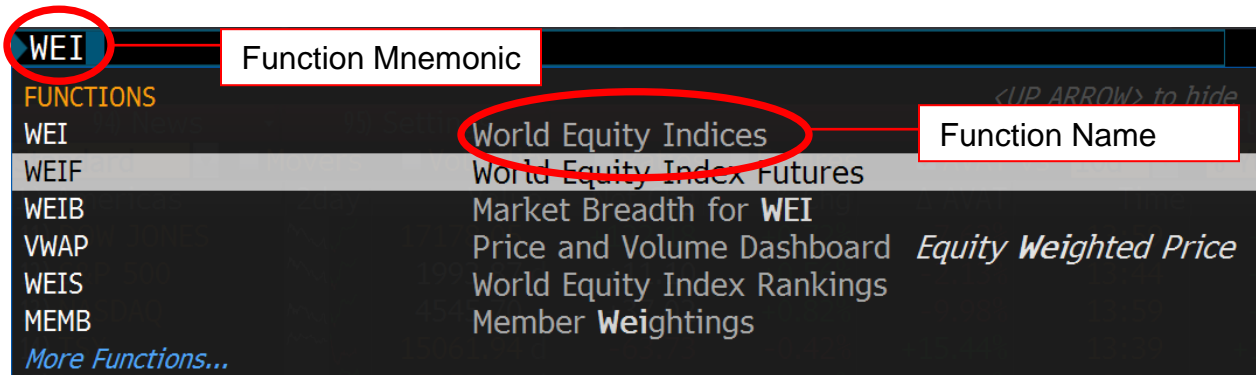 WEI
Function Mnemonic
FUNCTIONS <UP ARROW> to hide
WEI World Equity Indices
Function Name
WEIF World Equity Index Futures
WEIB Market Breadth for WEI
VWAP Price and Volume Dashboard Equity Weighted Price
WEIS World Equity Index Rankings
MEMB Member Weightings
More Functions...